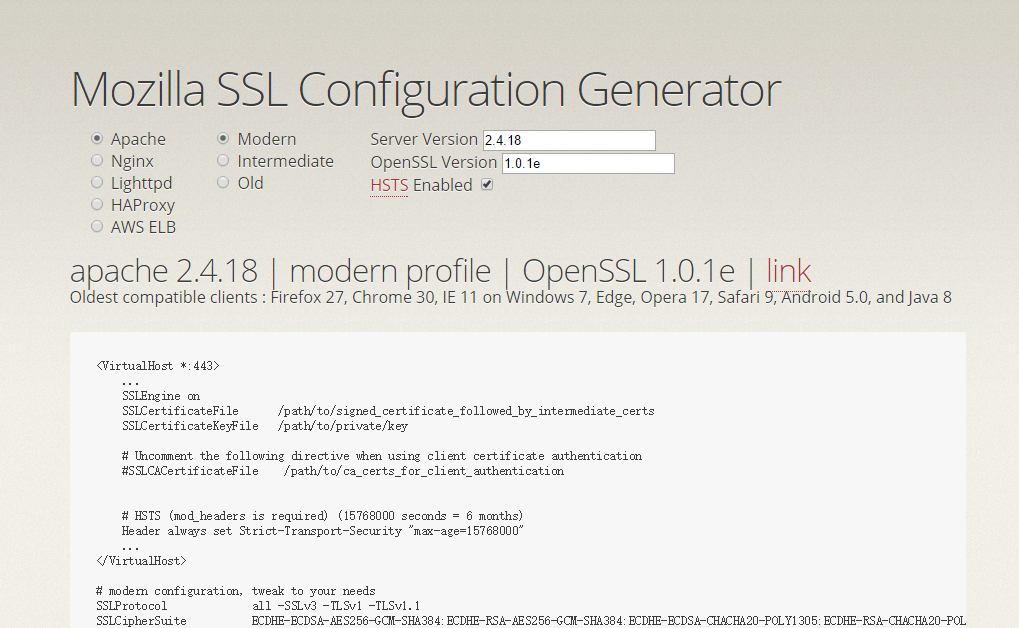 Mozilla SSL Configuration Generator
Apache Modern Server Version 2.4.18
Nginx Intermediate OpenSSL Version 1.0.1e
Lighttpd Old HSTS Enabled
HAProxy
AWS ELB
apache 2.4.18 | modern profile | OpenSSL 1.0.1e | link
Oldest compatible clients : Firefox 27, Chrome 30, IE 11 on Windows 7, Edge, Opera 17, Safari 9, Android 5.0, and Java 8
<VirtualHost *:443>
...
SSLEngine on
SSLCertificateFile /path/to/signed_certificate_followed_by_intermediate_certs
SSLCertificateKeyFile /path/to/private/key
# Uncomment the following directive when using client certificate authentication
#SSLCACertificateFile /path/to/ca_certs_for_client_authentication
# HSTS (mod_headers is required) (15768000 seconds = 6 months)
Header always set Strict-Transport-Security "max-age=15768000"
...
</VirtualHost>
# modern configuration, tweak to your needs
SSLProtocol all -SSLv3 -TLSv1 -TLSv1.1
SSLCipherSuite ECDHE-ECDSA-AES256-GCM-SHA384:ECDHE-RSA-AES256-GCM-SHA384:ECDHE-ECDSA-CHACHA20-POLY1305:ECDHE-RSA-CHACHA20-POL